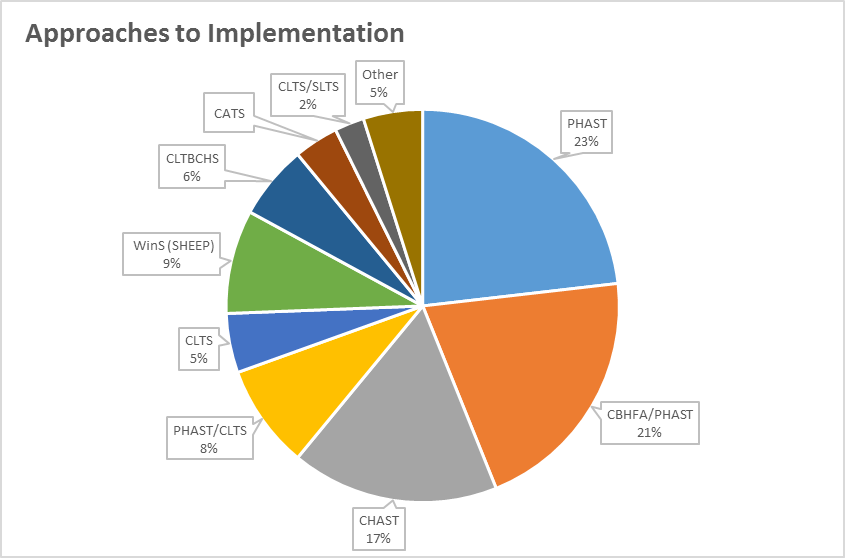 Approaches to Implementation
PHAST
23%
CBHFA/PHAST
21%
CHAST
17%
PHAST/CLTS
8%
CLTS
5%
WinS (SHEEP)
9%
CLTBCHS
6%
CATS
CLTS/SLTS
2%
Other
5%